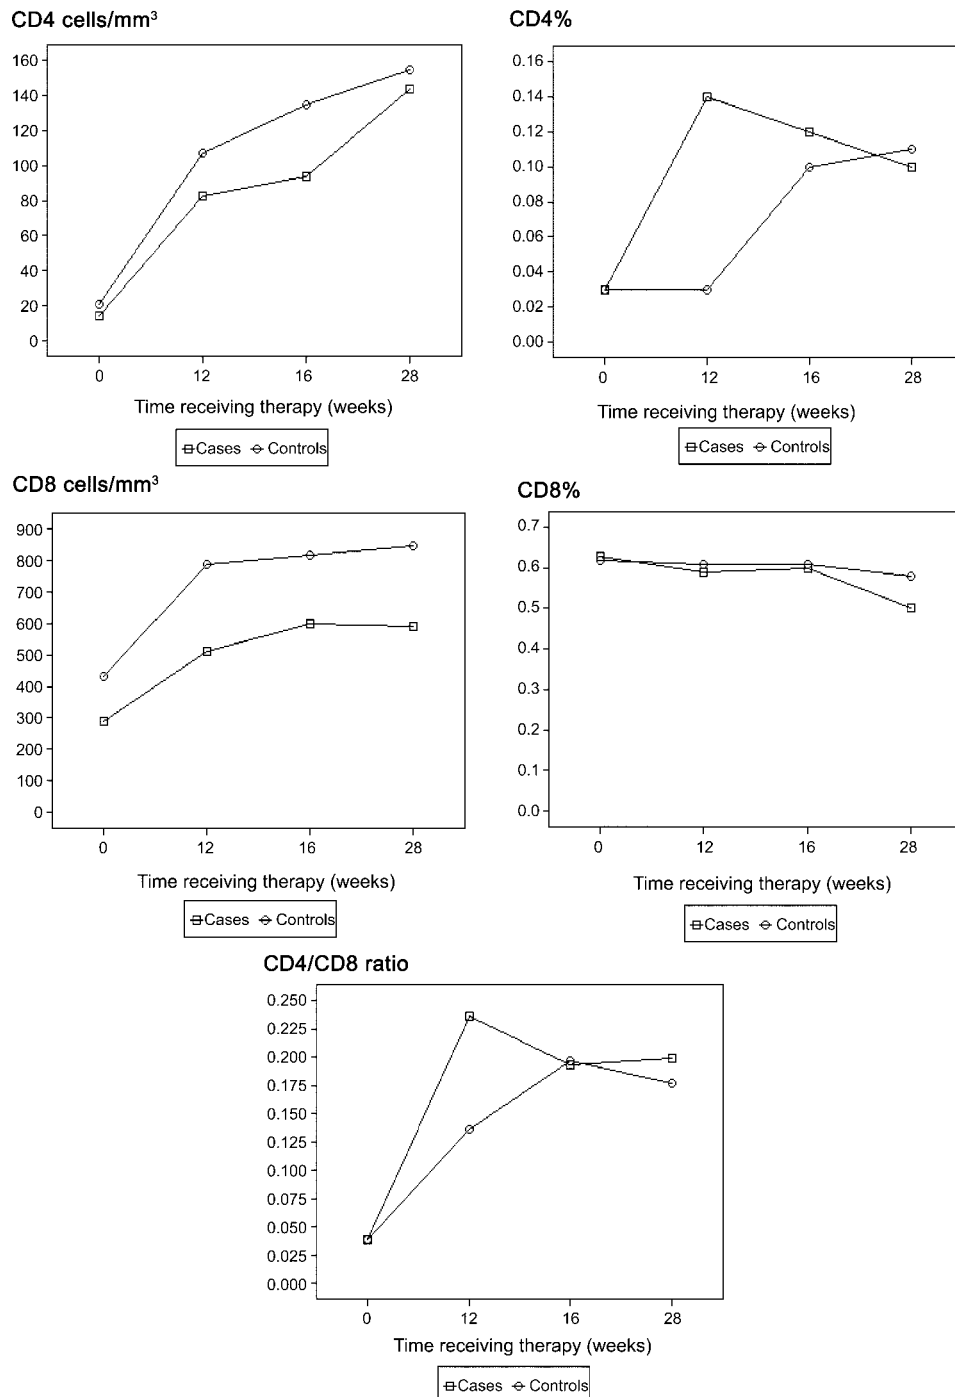 CD4 cells/mm³
160
140
120
100
80
60
40
20
0
0 12 16 28
Time receiving therapy (weeks)
Cases Controls
CD4%
0.16
0.14
0.12
0.10
0.08
0.06
0.04
0.02
0.00
0 12 16 28
Time receiving therapy (weeks)
Cases Controls
CD8 cells/mm³
900
800
700
600
500
400
300
200
100
0
0 12 16 28
Time receiving therapy (weeks)
Cases Controls
CD8%
0.7
0.6
0.5
0.4
0.3
0.2
0.1
0.0
0 12 16 28
Time receiving therapy (weeks)
Cases Controls
CD4/CD8 ratio
0.250
0.225
0.200
0.175
0.150
0.125
0.100
0.075
0.050
0.025
0.000
0 12 16 28
Time receiving therapy (weeks)
Cases Controls